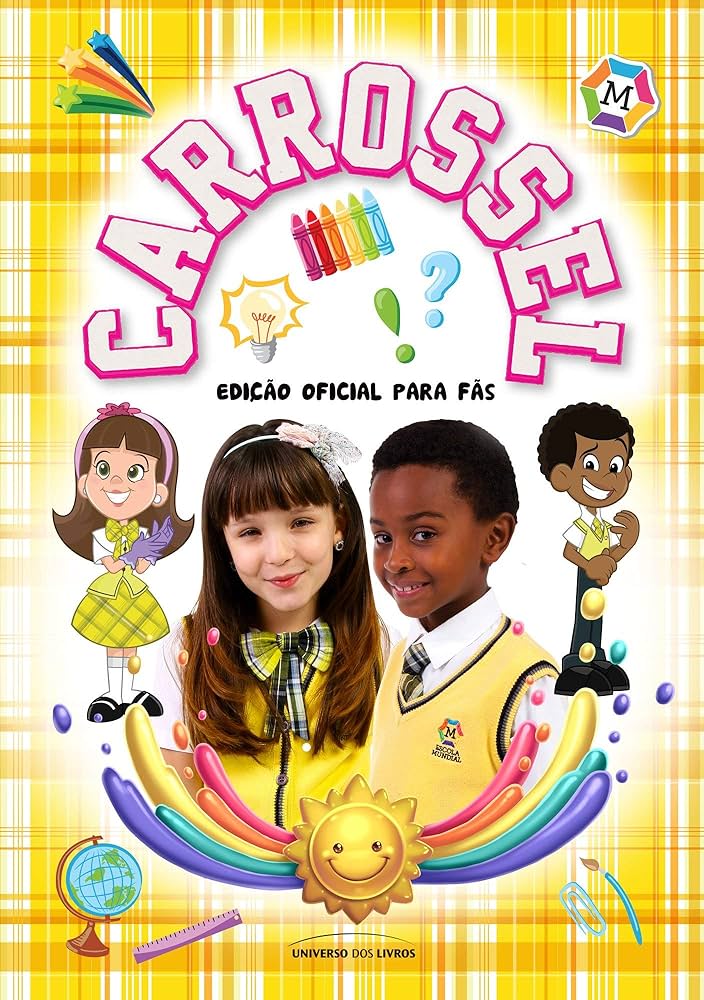 CARROSSEL
M
EDIÇÃO OFICIAL PARA FÃS
M
ESCOLA
MUNDIAL
UNIVERSO DOS LIVROS